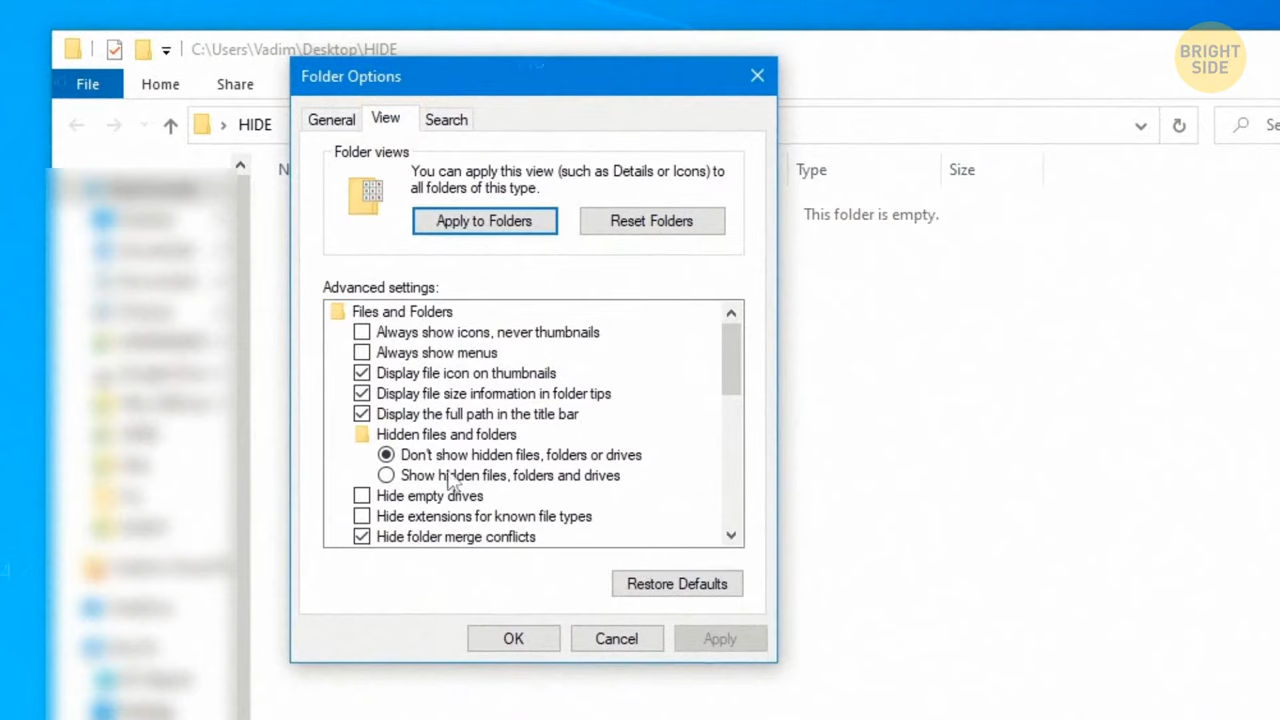 C:\Users\Vadim\Desktop\HIDE
BRIGHT
SIDE
Folder Options
File
Home
Share
General
View
Search
HIDE
Folder views
You can apply this view (such as Details or Icons) to
all folders of this type.
Apply to Folders
Reset Folders
Type
Size
This folder is empty.
Advanced settings:
Files and Folders
Always show icons, never thumbnails
Always show menus
Display file icon on thumbnails
Display file size information in folder tips
Display the full path in the title bar
Hidden files and folders
Don't show hidden files, folders or drives
Show hidden files, folders and drives
Hide empty drives
Hide extensions for known file types
Hide folder merge conflicts
Restore Defaults
OK
Cancel
Apply